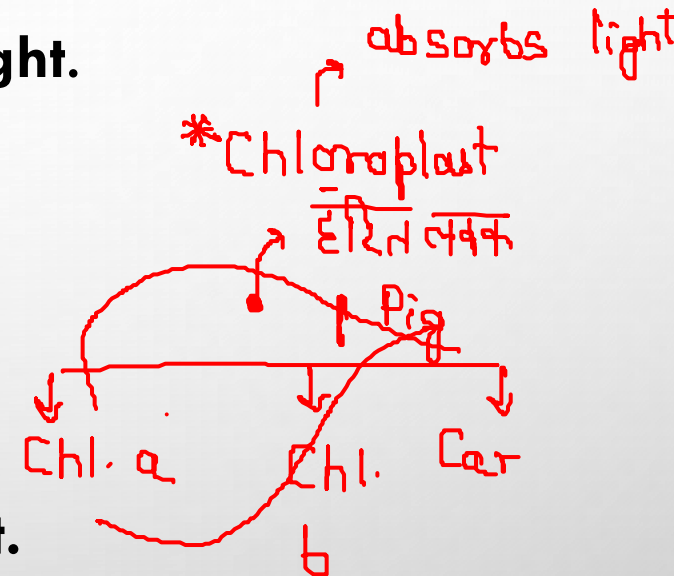 absorbs light
ght.
*Chloroplast
हरित लवक
Pig
Chl. a Chl. Car
b
t.